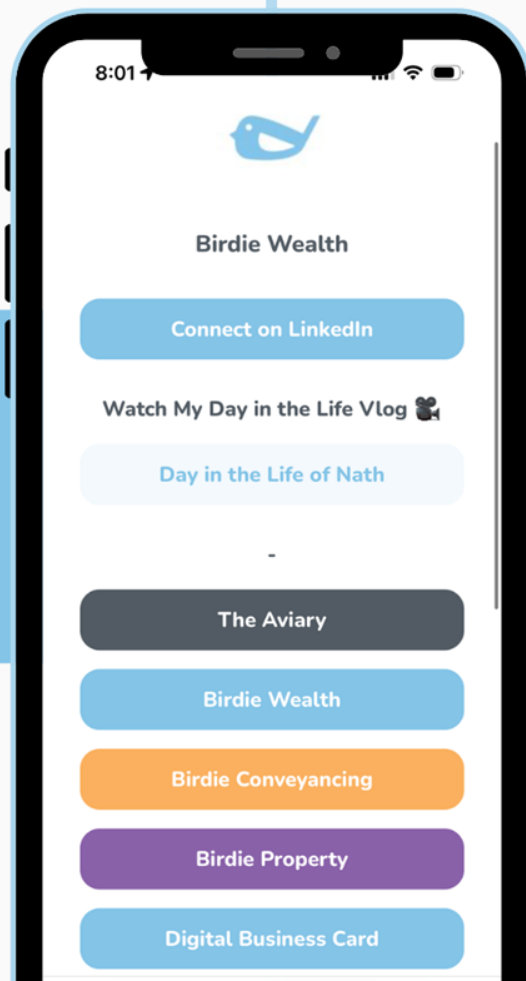 8:01
Birdie Wealth
Connect on LinkedIn
Watch My Day in the Life Vlog 🎥
Day in the Life of Nath
-
The Aviary
Birdie Wealth
Birdie Conveyancing
Birdie Property
Digital Business Card